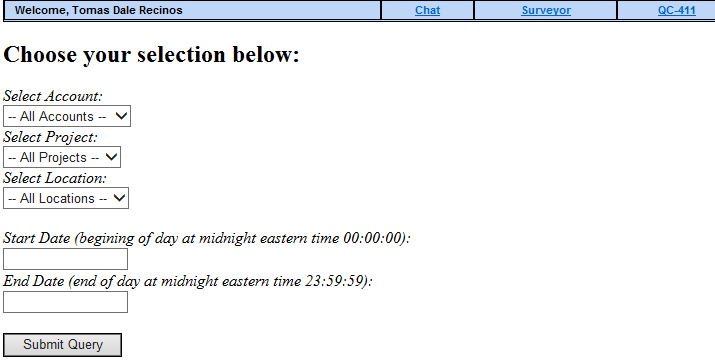 Welcome, Tomas Dale Recinos Chat Surveyor QC-411
Choose your selection below:
Select Account:
-- All Accounts --
Select Project:
-- All Projects --
Select Location:
-- All Locations --
Start Date (begining of day at midnight eastern time 00:00:00):
End Date (end of day at midnight eastern time 23:59:59):
Submit Query